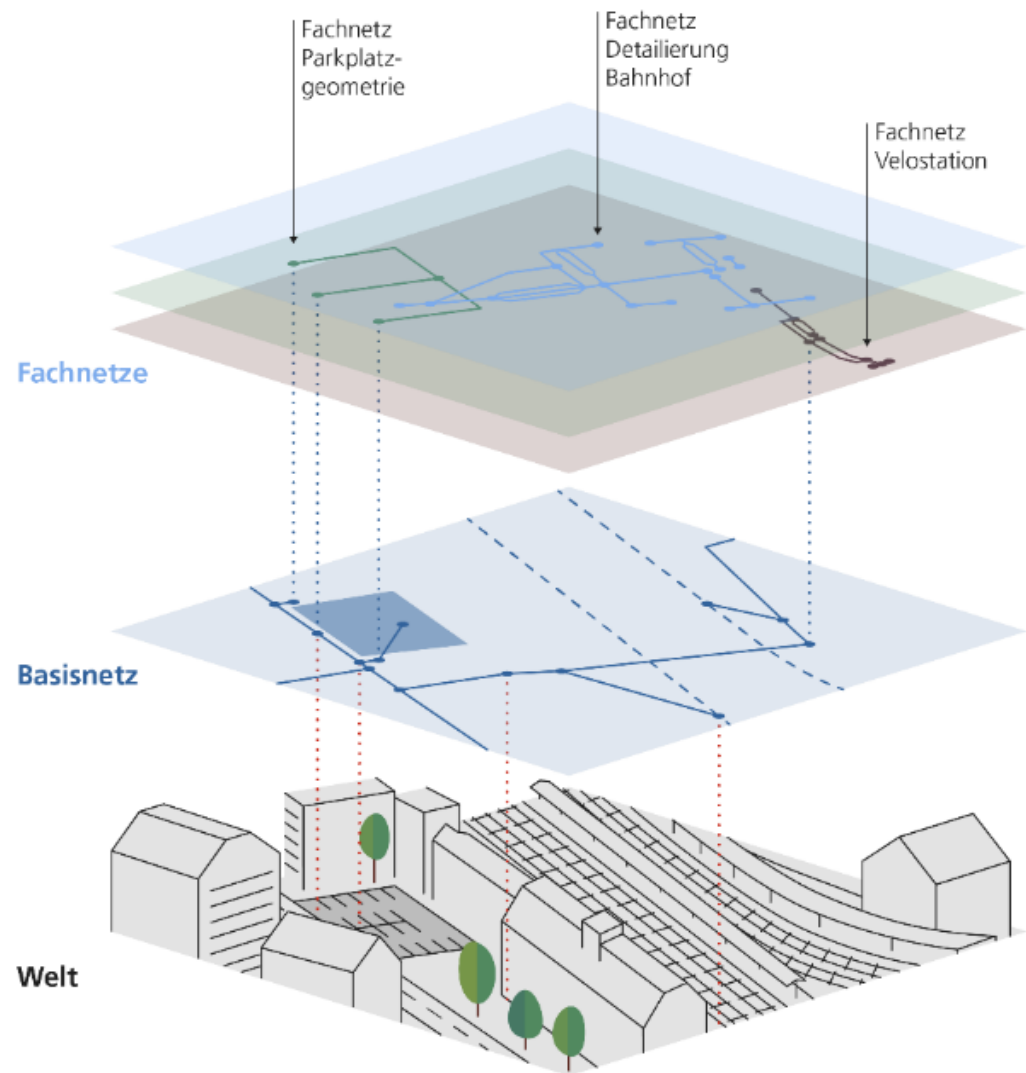 Fachnetz
Parkplatz-
geometrie
Fachnetz
Detailierung
Bahnhof
Fachnetz
Velostation
Fachnetze
Basisnetz
Welt